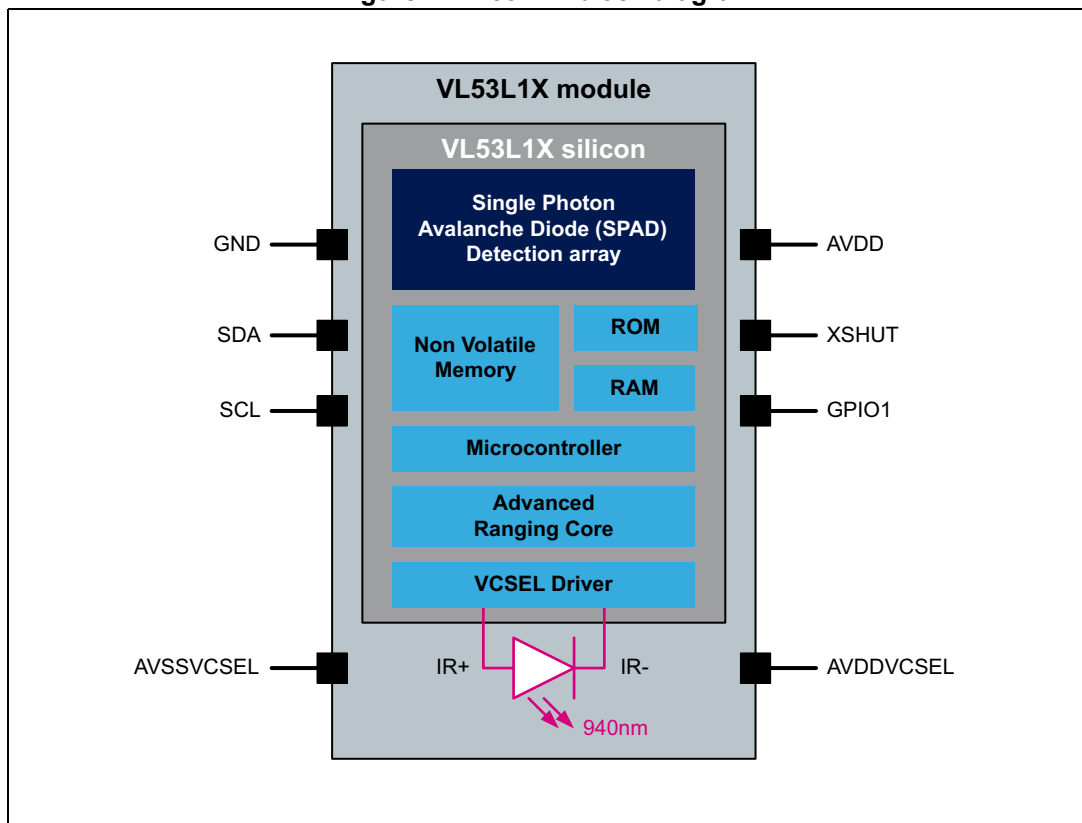 VL53L1X module
VL53L1X silicon
Single Photon
Avalanche Diode (SPAD)
Detection array
GND
AVDD
SDA
Non Volatile
Memory
ROM
XSHUT
RAM
SCL
GPIO1
Microcontroller
Advanced
Ranging Core
VCSEL Driver
AVSSVCSEL
IR+
IR-
AVDDVCSEL
940nm